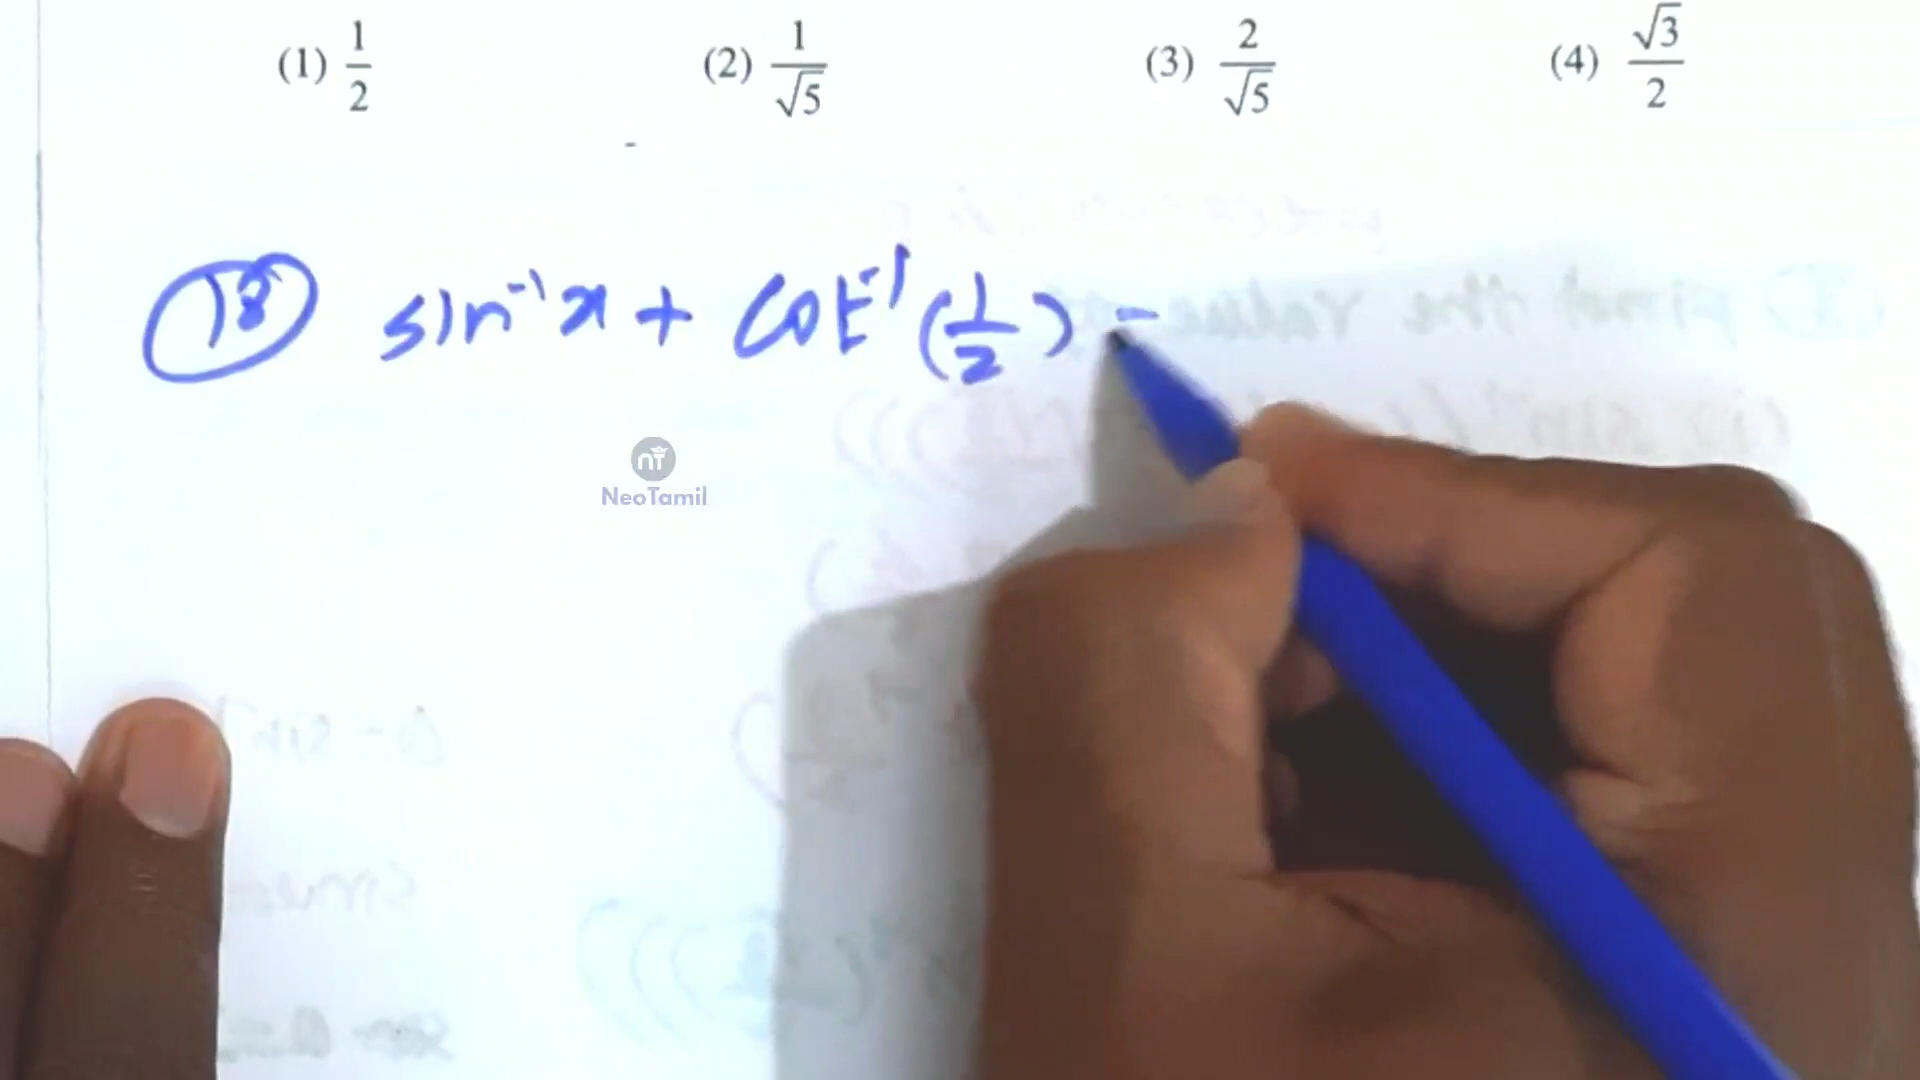 (1) 1/2 (2) 1/√5 (3) 2/√5 (4) √3/2
18 sin⁻¹x + cot⁻¹(1/2) =
NeoTamil